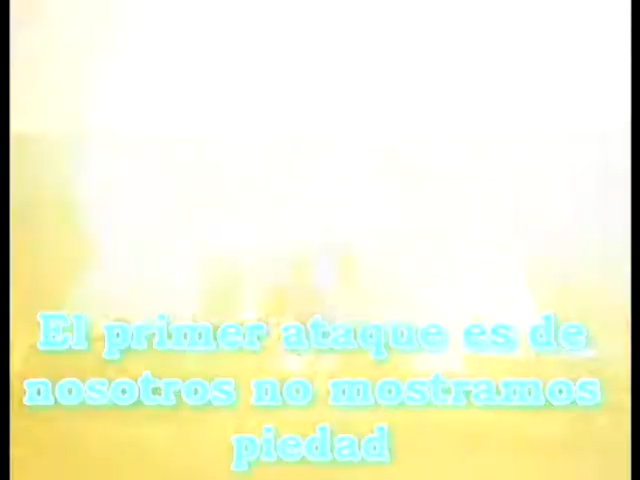 El primer ataque es de
nosotros no mostramos
piedad